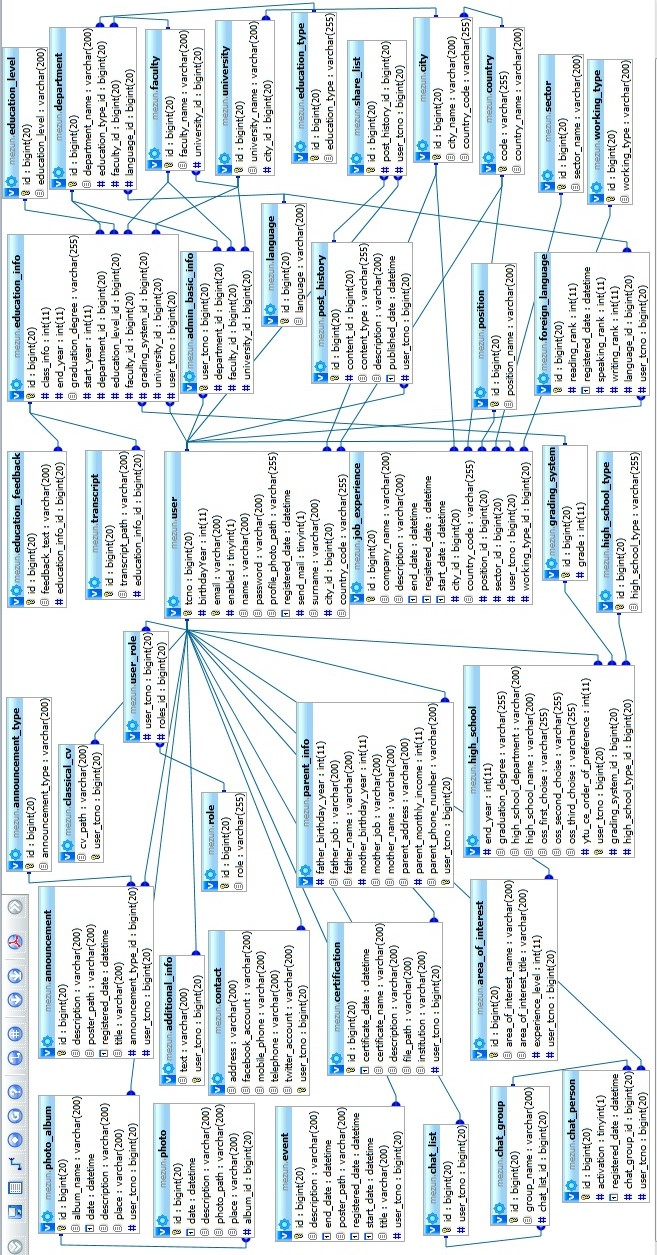 mezun photo_album
id : bigint(20)
album_name : varchar(200)
date : datetime
description : varchar(200)
place : varchar(200)
user_tcno : bigint(20)
mezun photo
id : bigint(20)
date : datetime
description : varchar(200)
photo_path : varchar(200)
place : varchar(200)
album_id : bigint(20)
mezun event
id : bigint(20)
description : varchar(200)
end_date : datetime
poster_path : varchar(200)
registered_date : datetime
start_date : datetime
title : varchar(200)
user_tcno : bigint(20)
mezun chat_list
id : bigint(20)
user_tcno : bigint(20)
mezun chat_group
id : bigint(20)
group_name : varchar(200)
chat_list_id : bigint(20)
mezun chat_person
id : bigint(20)
activation : tinyint(1)
registered_date : datetime
chat_group_id : bigint(20)
user_tcno : bigint(20)
mezun announcement
id : bigint(20)
description : varchar(200)
poster_path : varchar(200)
registered_date : datetime
title : varchar(200)
announcement_type_id : bigint(20)
user_tcno : bigint(20)
mezun additional_info
text : varchar(200)
user_tcno : bigint(20)
mezun contact
address : varchar(200)
facebook_account : varchar(200)
mobile_phone : varchar(200)
telephone : varchar(200)
twitter_account : varchar(200)
user_tcno : bigint(20)
mezun certification
id : bigint(20)
certificate_date : datetime
certificate_name : varchar(200)
description : varchar(200)
file_path : varchar(200)
institution : varchar(200)
user_tcno : bigint(20)
mezun area_of_interest
id : bigint(20)
area_of_interest_name : varchar(200)
area_of_interest_title : varchar(200)
experience_level : int(11)
user_tcno : bigint(20)
mezun announcement_type
id : bigint(20)
announcement_type : varchar(200)
mezun classical_cv
cv_path : varchar(200)
user_tcno : bigint(20)
mezun user_role
user_tcno : bigint(20)
roles_id : bigint(20)
mezun role
id : bigint(20)
role : varchar(255)
mezun parent_info
father_birthday_year : int(11)
father_job : varchar(200)
father_name : varchar(200)
mother_birthday_year : int(11)
mother_job : varchar(200)
mother_name : varchar(200)
parent_address : varchar(200)
parent_monthly_income : int(11)
parent_phone_number : varchar(200)
user_tcno : bigint(20)
mezun high_school
end_year : int(11)
graduation_degree : varchar(255)
high_school_department : varchar(200)
high_school_name : varchar(200)
oss_first_choise : varchar(255)
oss_second_choise : varchar(255)
oss_third_choise : varchar(255)
ytu_ce_order_of_preference : int(11)
user_tcno : bigint(20)
grading_system_id : bigint(20)
high_school_type_id : bigint(20)
mezun education_feedback
id : bigint(20)
feedback_text : varchar(200)
education_info_id : bigint(20)
mezun transcript
id : bigint(20)
transcript_path : varchar(200)
education_info_id : bigint(20)
mezun user
tcno : bigint(20)
birthdayYear : int(11)
email : varchar(200)
enabled : tinyint(1)
name : varchar(200)
password : varchar(200)
profile_photo_path : varchar(255)
registered_date : datetime
send_mail : tinyint(1)
surname : varchar(200)
city_id : bigint(20)
country_code : varchar(255)
mezun job_experience
id : bigint(20)
company_name : varchar(200)
description : varchar(200)
end_date : datetime
registered_date : datetime
start_date : datetime
city_id : bigint(20)
country_code : varchar(255)
position_id : bigint(20)
sector_id : bigint(20)
user_tcno : bigint(20)
working_type_id : bigint(20)
mezun grading_system
id : bigint(20)
grade : int(11)
mezun high_school_type
id : bigint(20)
high_school_type : varchar(255)
mezun education_info
id : bigint(20)
class_info : int(11)
end_year : int(11)
graduation_degree : varchar(255)
start_year : int(11)
department_id : bigint(20)
education_level_id : bigint(20)
faculty_id : bigint(20)
grading_system_id : bigint(20)
university_id : bigint(20)
user_tcno : bigint(20)
mezun admin_basic_info
user_tcno : bigint(20)
department_id : bigint(20)
faculty_id : bigint(20)
university_id : bigint(20)
mezun language
id : bigint(20)
language : varchar(200)
mezun post_history
id : bigint(20)
content_id : bigint(20)
content_type : varchar(255)
description : varchar(200)
published_date : datetime
user_tcno : bigint(20)
mezun position
id : bigint(20)
position_name : varchar(200)
mezun foreign_language
id : bigint(20)
reading_rank : int(11)
registered_date : datetime
speaking_rank : int(11)
writing_rank : int(11)
language_id : bigint(20)
user_tcno : bigint(20)
mezun education_level
id : bigint(20)
education_level : varchar(200)
mezun department
id : bigint(20)
department_name : varchar(200)
education_type_id : bigint(20)
faculty_id : bigint(20)
language_id : bigint(20)
mezun faculty
id : bigint(20)
faculty_name : varchar(200)
university_id : bigint(20)
mezun university
id : bigint(20)
university_name : varchar(200)
city_id : bigint(20)
mezun education_type
id : bigint(20)
education_type : varchar(255)
mezun share_list
id : bigint(20)
post_history_id : bigint(20)
user_tcno : bigint(20)
mezun city
id : bigint(20)
city_name : varchar(200)
country_code : varchar(255)
mezun country
code : varchar(255)
country_name : varchar(200)
mezun sector
id : bigint(20)
sector_name : varchar(200)
mezun working_type
id : bigint(20)
working_type : varchar(200)